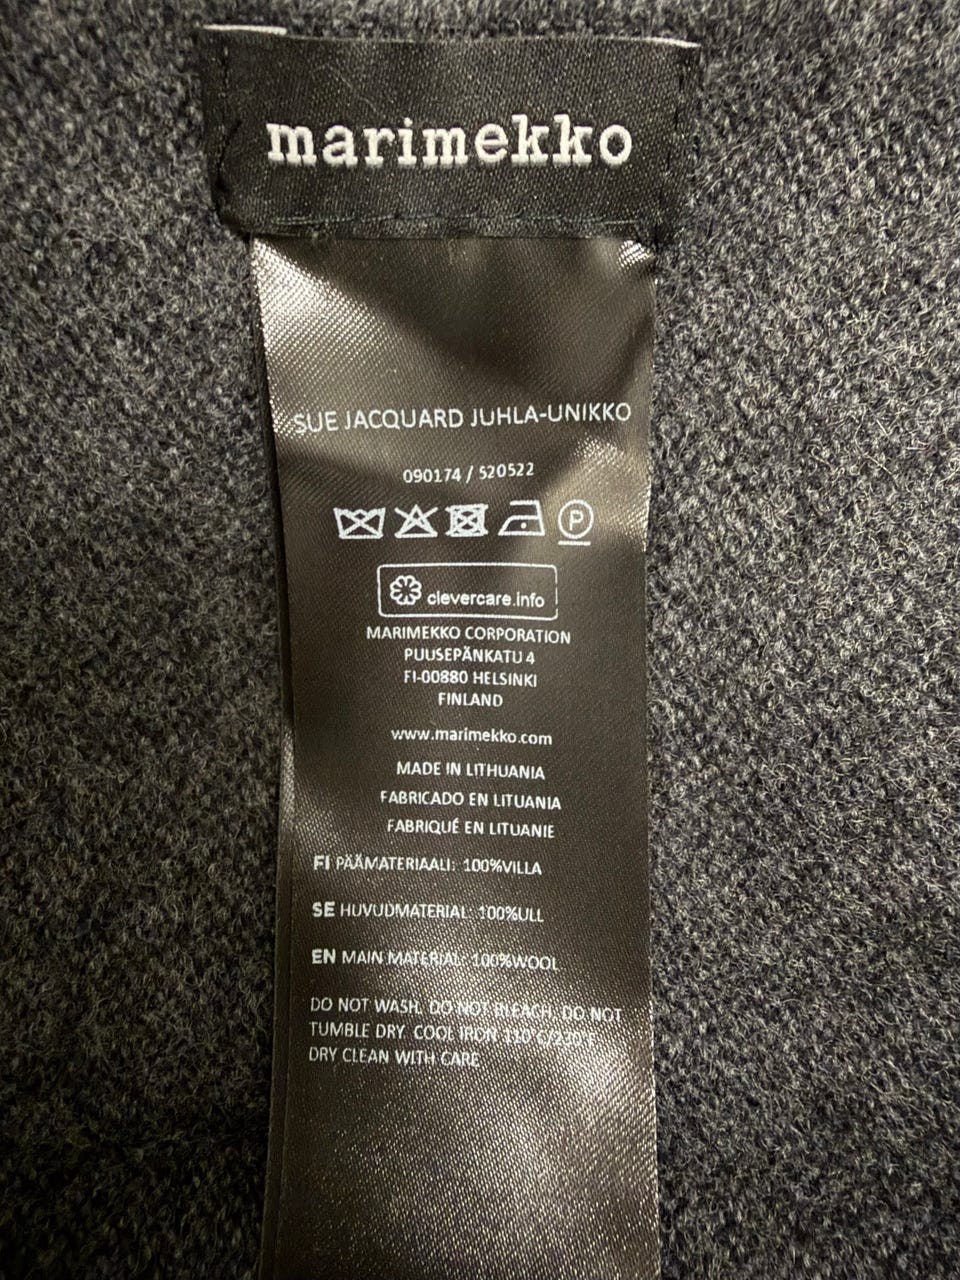 marimekko
SUE JACQUARD JUHLA-UNIKKO
090174 / 520522
P
clevercare.info
MARIMEKKO CORPORATION
PUUSEPÄNKATU 4
FI-00880 HELSINKI
FINLAND
www.marimekko.com
MADE IN LITHUANIA
FABRICADO EN LITUANIA
FABRIQUÉ EN LITUANIE
FI PÄÄMATERIAALI: 100%VILLA
SE HUVUDMATERIAL: 100%ULL
EN MAIN MATERIAL: 100%WOOL
DO NOT WASH. DO NOT BLEACH. DO NOT
TUMBLE DRY. COOL IRON 110°C/230°F.
DRY CLEAN WITH CARE